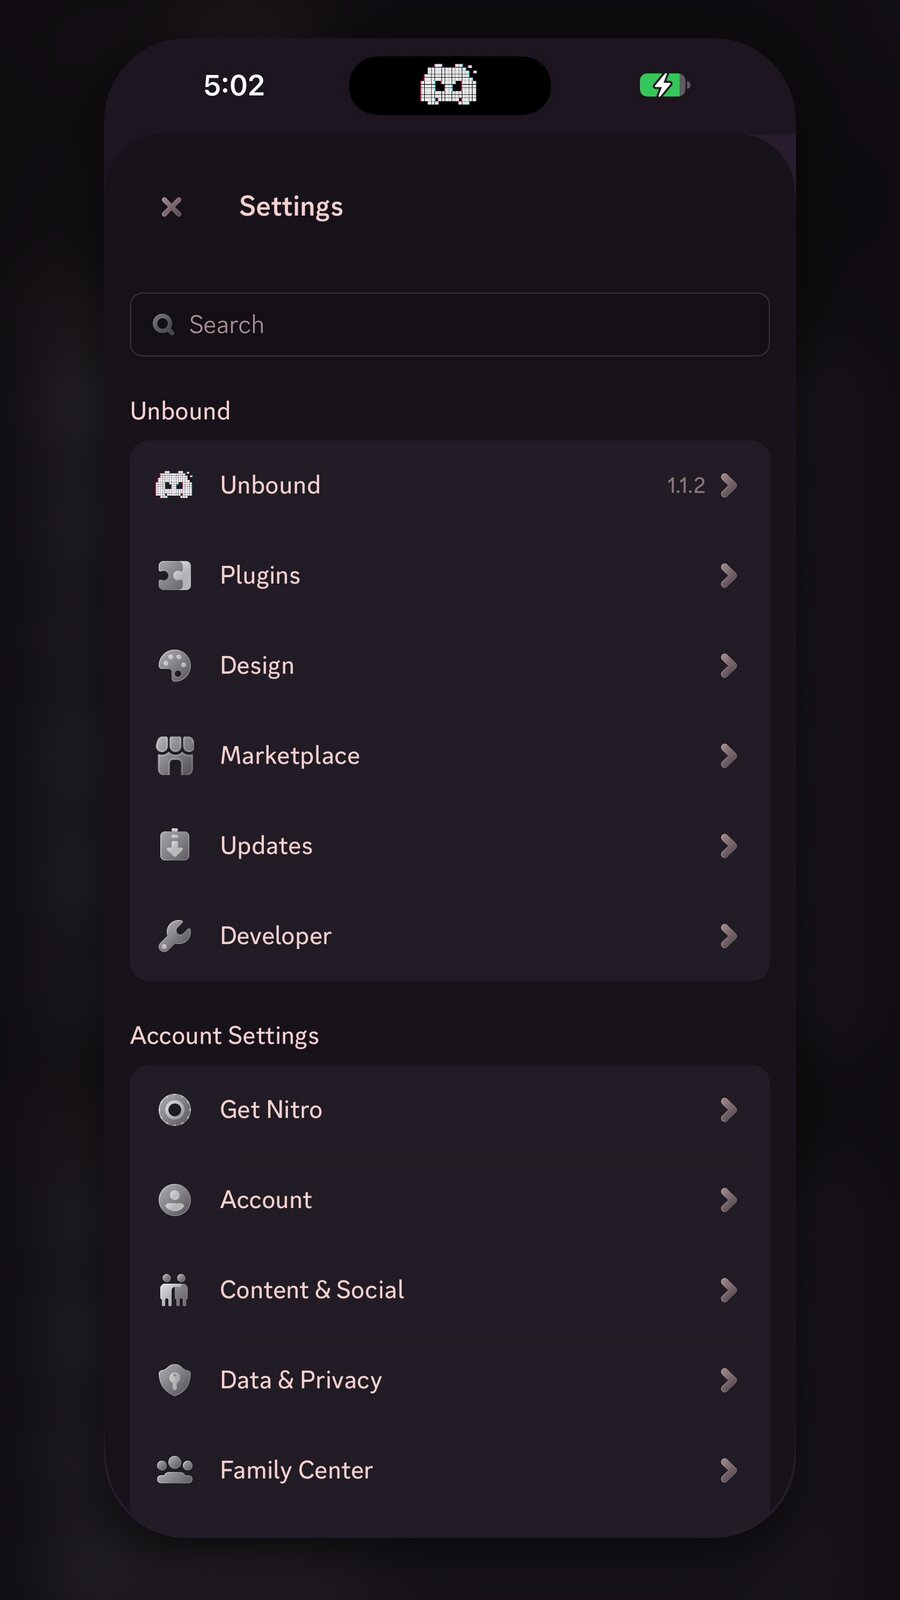 5:02
Settings
Search
Unbound
Unbound 1.1.2
Plugins
Design
Marketplace
Updates
Developer
Account Settings
Get Nitro
Account
Content & Social
Data & Privacy
Family Center